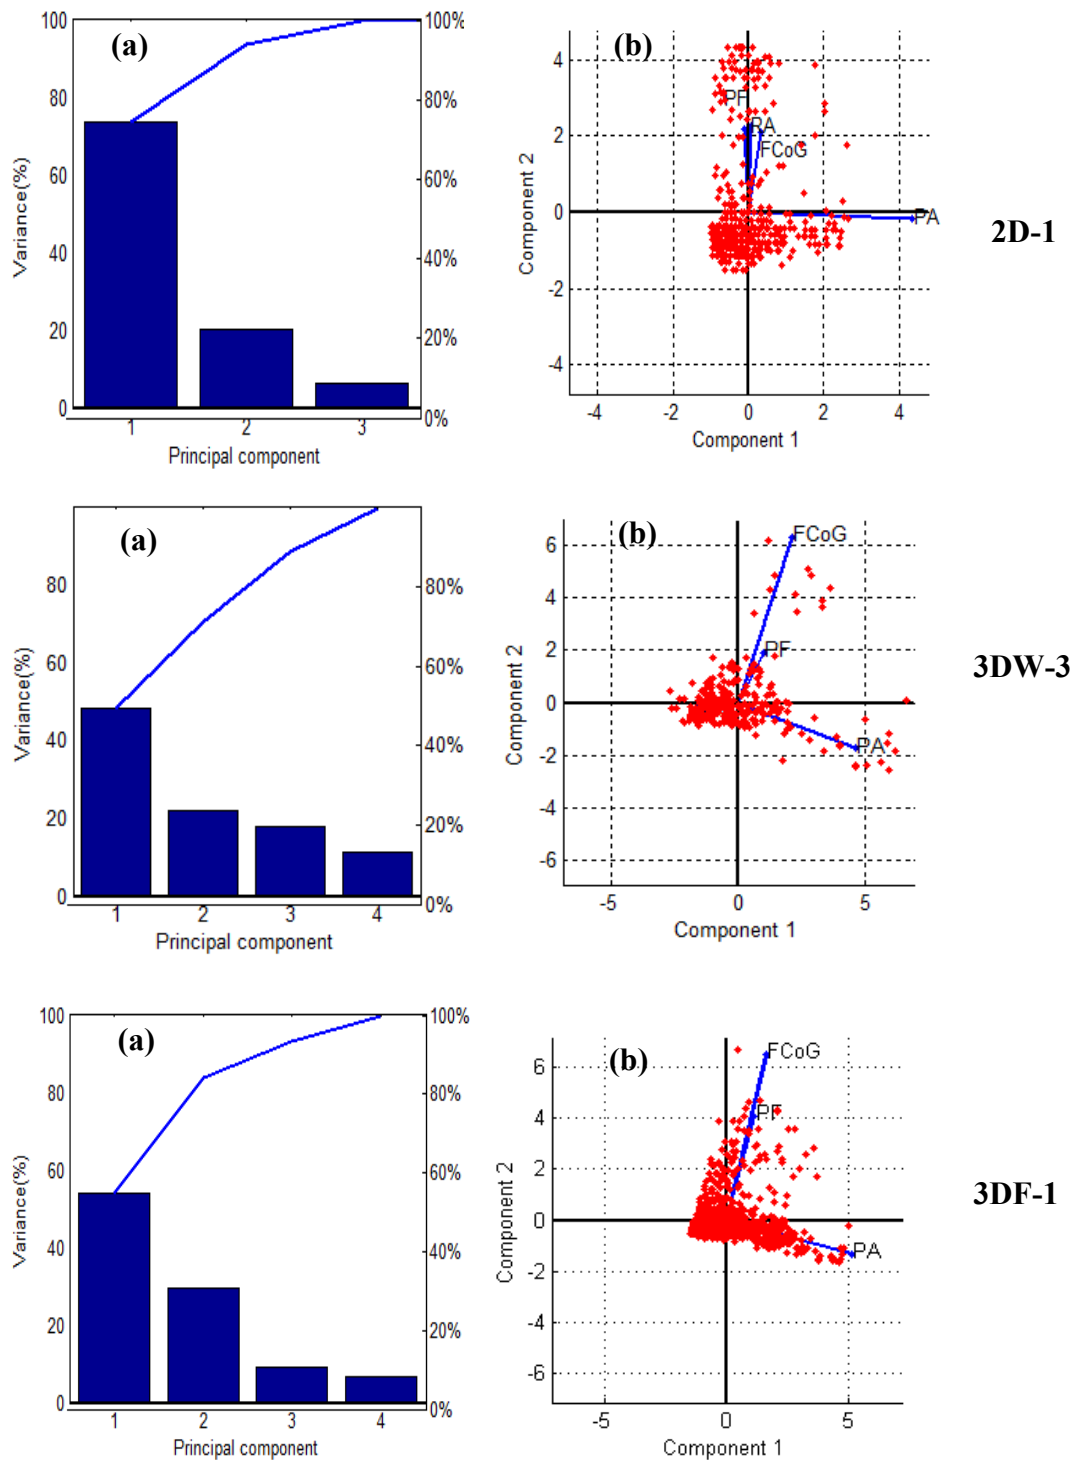 100
80
60
40
20
0
Variance(%)
(a)
100%
80%
60%
40%
20%
0%
1 2 3
Principal component
(b)
4
2
0
-2
-4
Component 2
PF
RA
FCoG
PA
-4 -2 0 2 4
Component 1
2D-1
80
60
40
20
0
Variance(%)
(a)
80%
60%
40%
20%
0%
1 2 3 4
Principal component
(b)
6
4
2
0
-2
-4
-6
Component 2
FCoG
PF
PA
-5 0 5
Component 1
3DW-3
100
80
60
40
20
0
Variance(%)
(a)
100%
80%
60%
40%
20%
0%
1 2 3 4
Principal component
(b)
6
4
2
0
-2
-4
-6
Component 2
FCoG
PF
PA
-5 0 5
Component 1
3DF-1